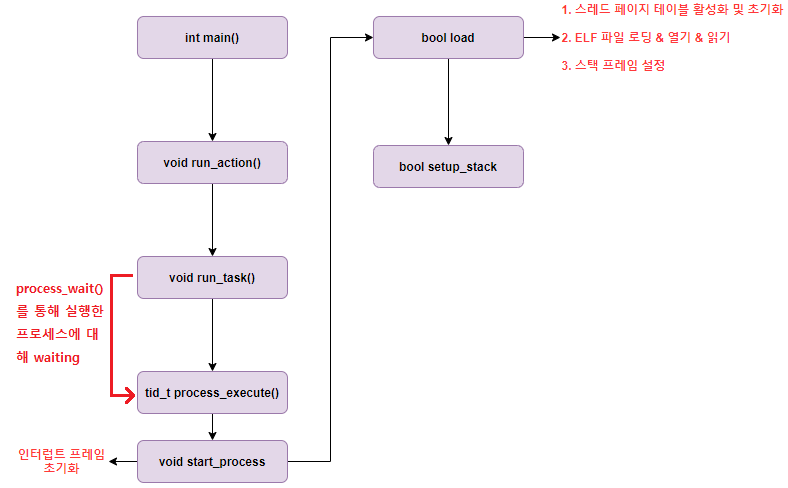 int main()
void run_action()
void run_task()
process_wait()
를 통해 실행한
프로세스에 대
해 waiting
tid_t process_execute()
void start_process
인터럽트 프레임
초기화
bool load
1. 스레드 페이지 테이블 활성화 및 초기화
2. ELF 파일 로딩 & 열기 & 읽기
3. 스택 프레임 설정
bool setup_stack